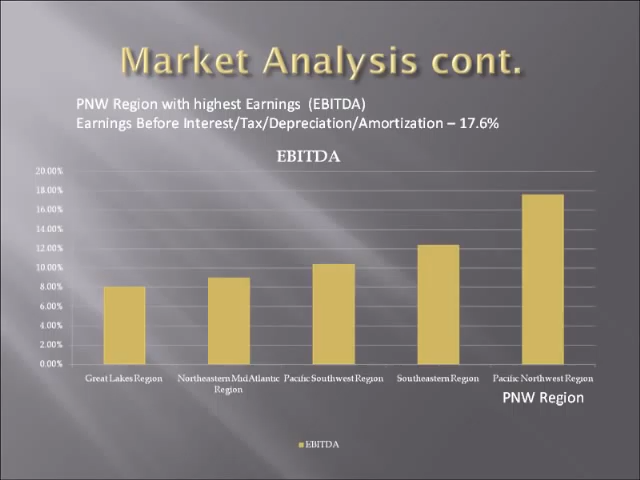 Market Analysis cont.
PNW Region with highest Earnings (EBITDA)
Earnings Before Interest/Tax/Depreciation/Amortization – 17.6%
EBITDA
20.00%
18.00%
16.00%
14.00%
12.00%
10.00%
8.00%
6.00%
4.00%
2.00%
0.00%
Great Lakes Region
Northeastern Mid Atlantic
Region
Pacific Southwest Region
Southeastern Region
Pacific Northwest Region
PNW Region
EBITDA